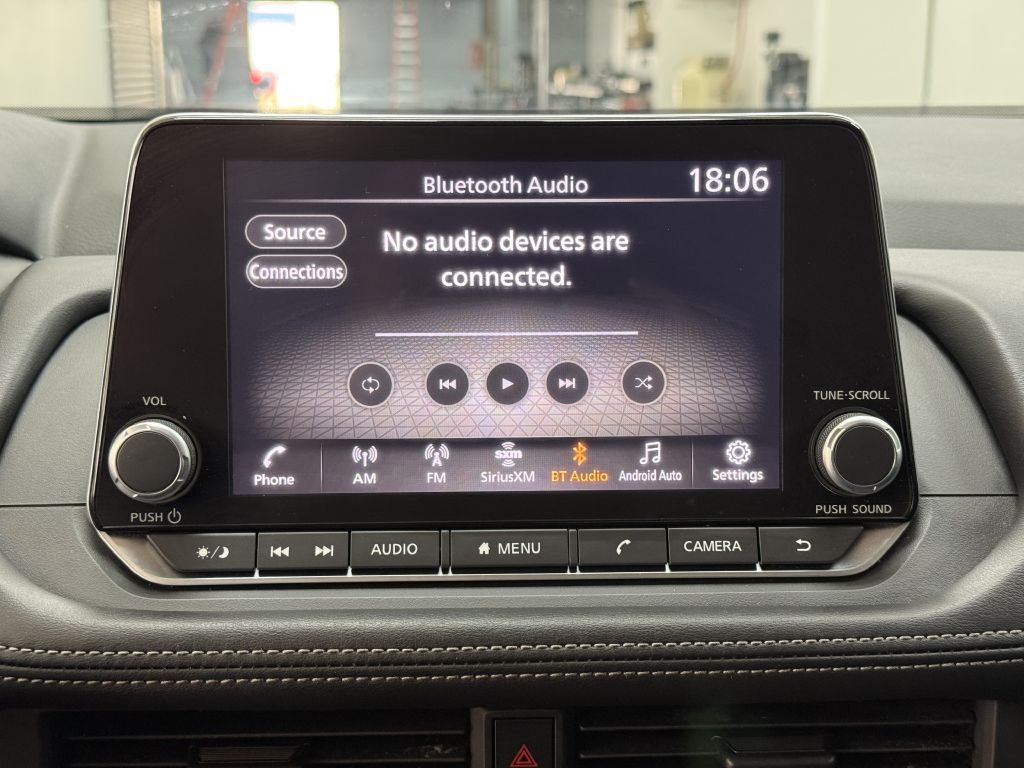 Bluetooth Audio
18:06
Source
No audio devices are
connected.
Connections
VOL
TUNE·SCROLL
Phone
AM
FM
sxm
SiriusXM
BT Audio
Android Auto
Settings
PUSH
PUSH SOUND
AUDIO
MENU
CAMERA